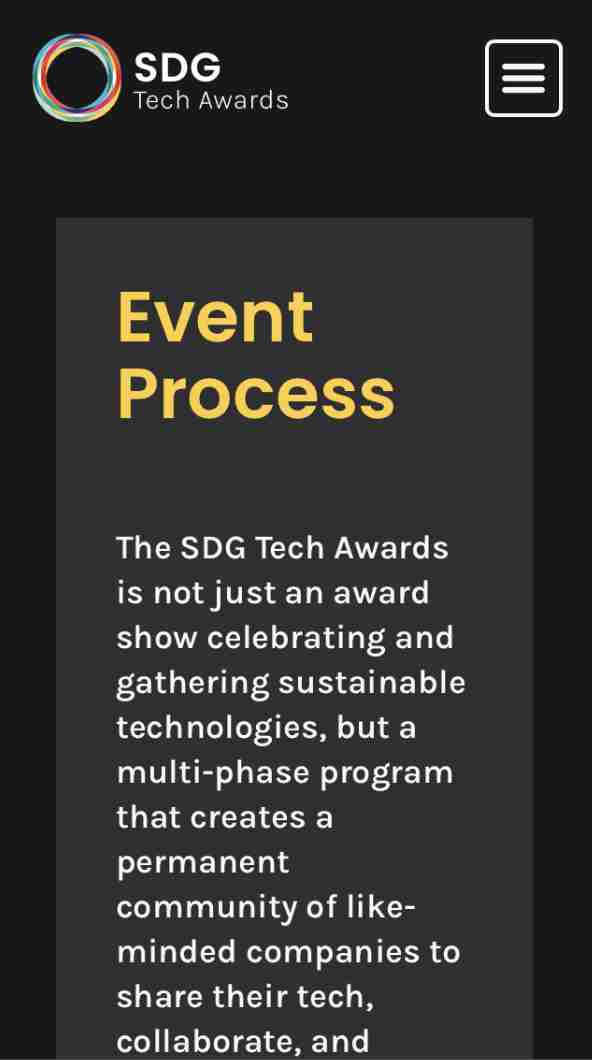 SDG
Tech Awards
Event
Process
The SDG Tech Awards
is not just an award
show celebrating and
gathering sustainable
technologies, but a
multi-phase program
that creates a
permanent
community of like-
minded companies to
share their tech,
collaborate, and